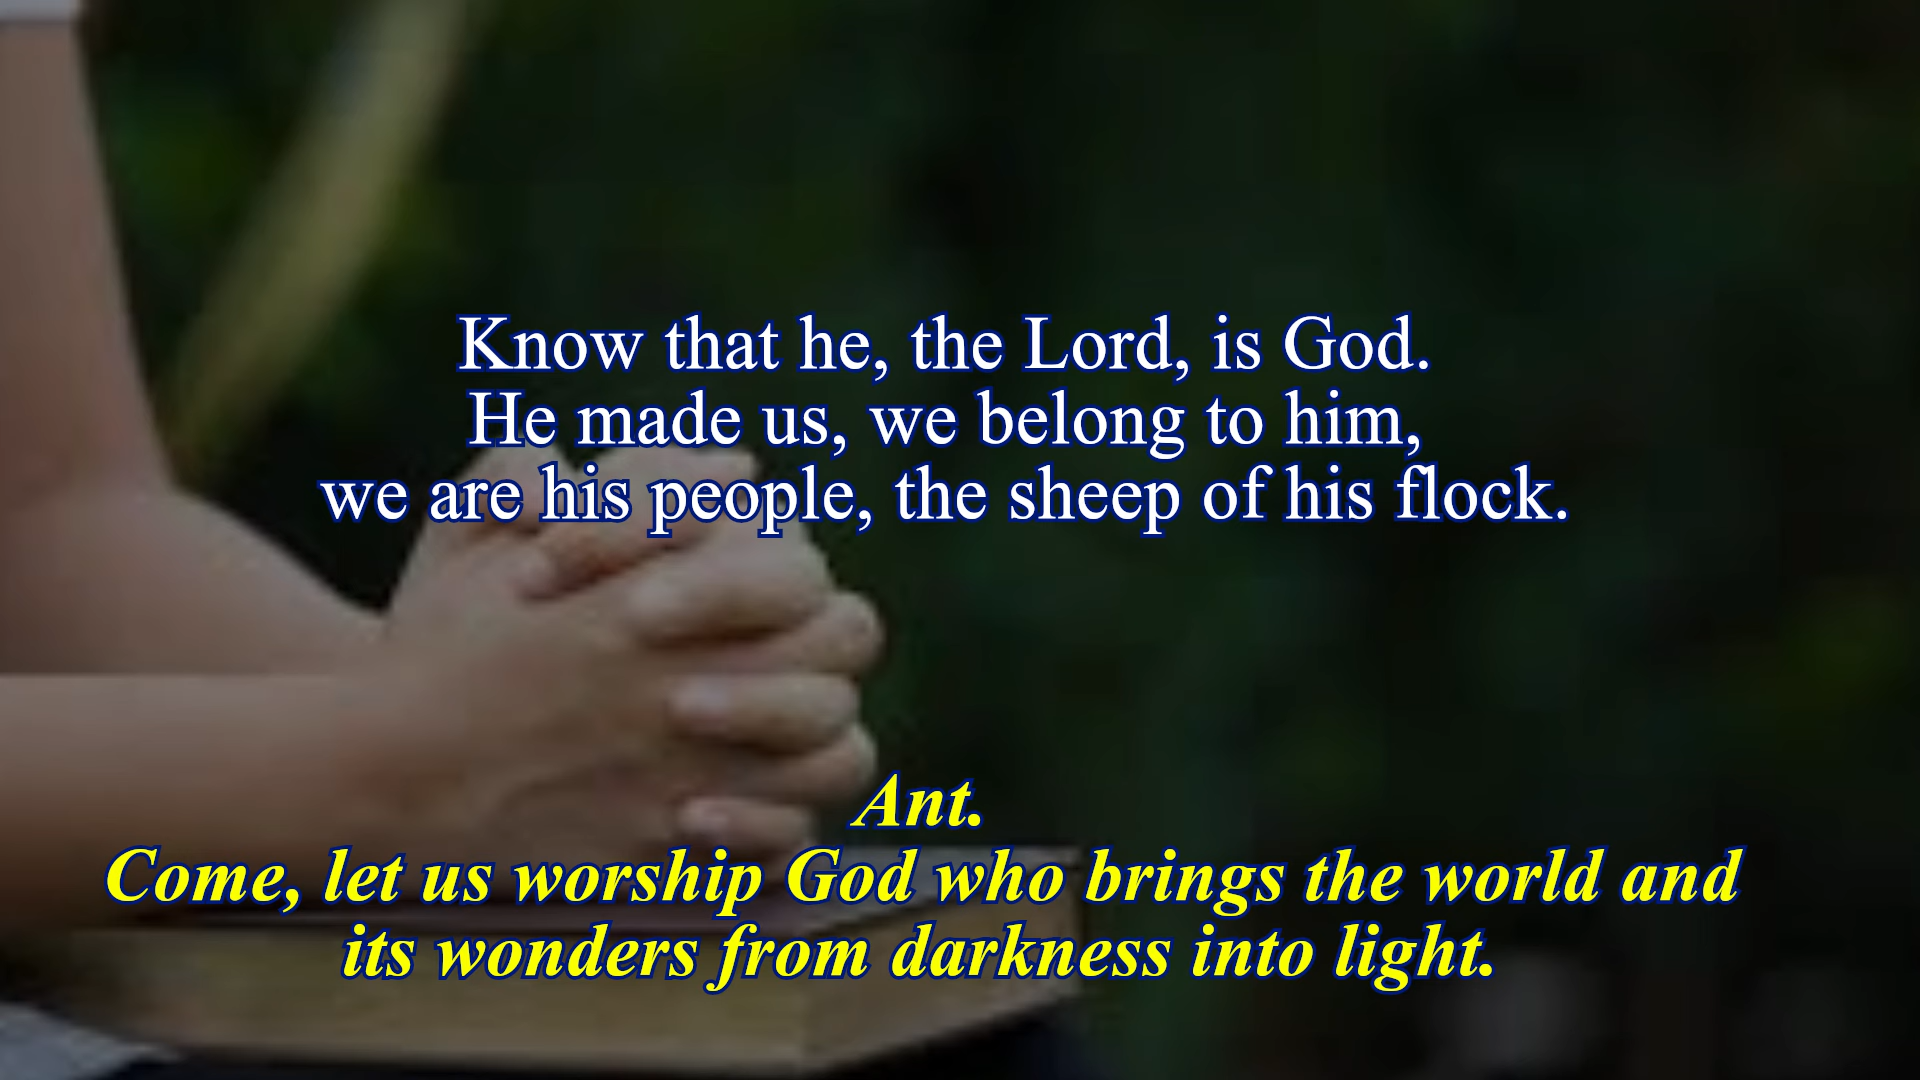 Know that he, the Lord, is God.
He made us, we belong to him,
we are his people, the sheep of his flock.
Ant.
Come, let us worship God who brings the world and
its wonders from darkness into light.